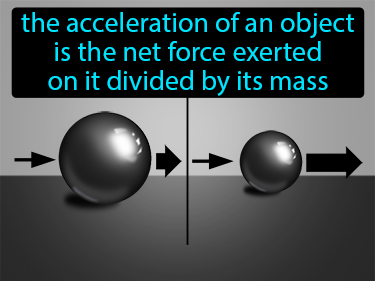 the acceleration of an object
is the net force exerted
on it divided by its mass